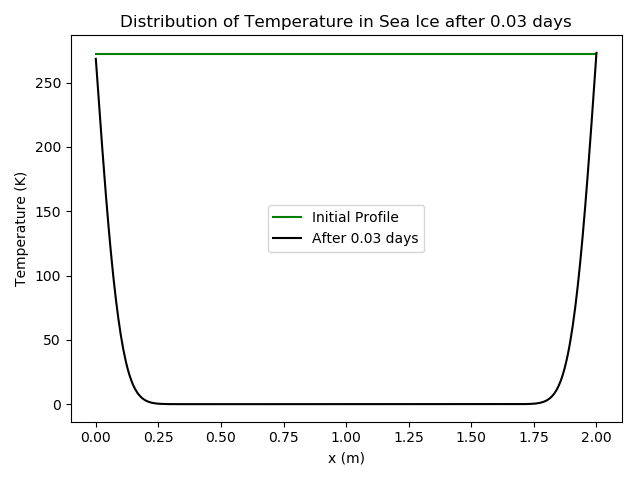 Distribution of Temperature in Sea Ice after 0.03 days
Temperature (K)
250
200
150
100
50
0
Initial Profile
After 0.03 days
0.00 0.25 0.50 0.75 1.00 1.25 1.50 1.75 2.00
x (m)